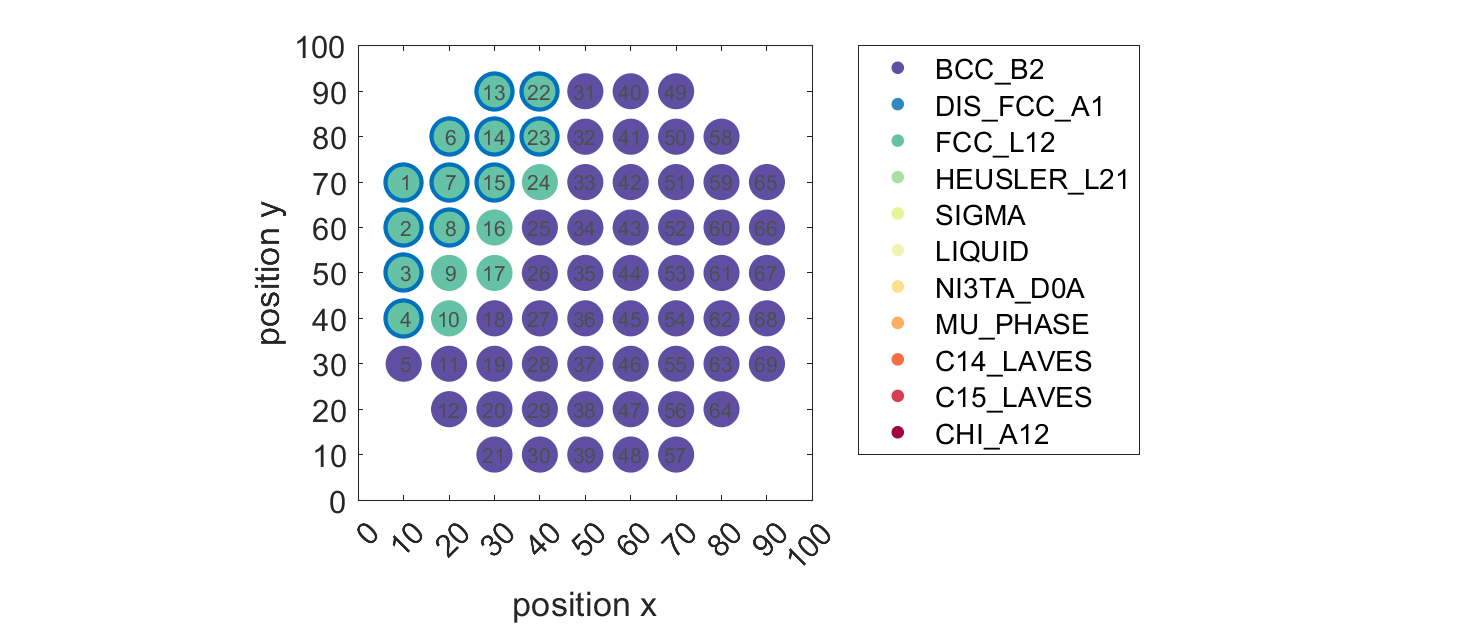 100
90
80
70
60
50
40
30
20
10
0
position y
13 22 31 40 49
6 14 23 32 41 50 58
1 7 15 24 33 42 51 59 65
2 8 16 25 34 43 52 60 66
3 9 17 26 35 44 53 61 67
4 10 18 27 36 45 54 62 68
5 11 19 28 37 46 55 63 69
12 20 29 38 47 56 64
21 30 39 48 57
0 10 20 30 40 50 60 70 80 90 100
position x
BCC_B2
DIS_FCC_A1
FCC_L12
HEUSLER_L21
SIGMA
LIQUID
NI3TA_D0A
MU_PHASE
C14_LAVES
C15_LAVES
CHI_A12